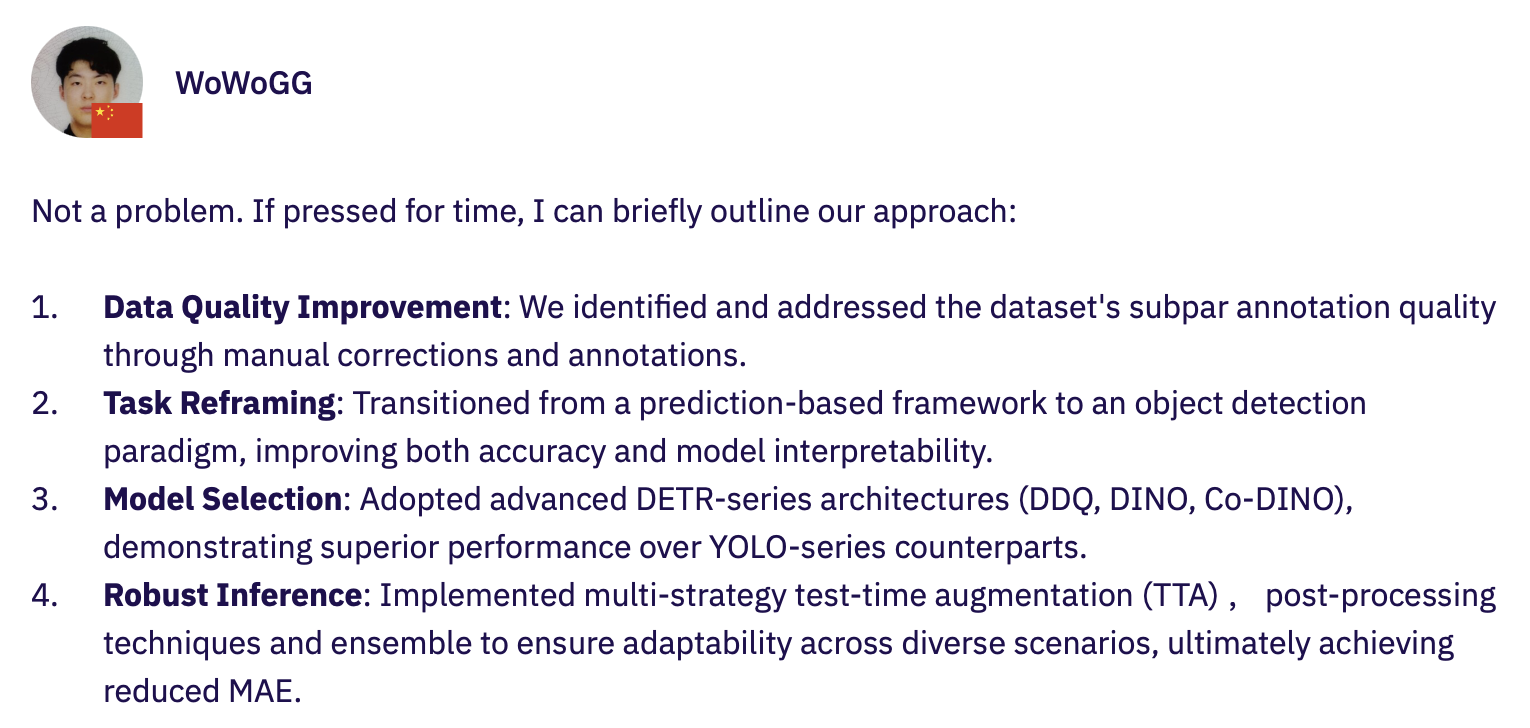 WoWoGG
Not a problem. If pressed for time, I can briefly outline our approach:
1. Data Quality Improvement: We identified and addressed the dataset's subpar annotation quality
through manual corrections and annotations.
2. Task Reframing: Transitioned from a prediction-based framework to an object detection
paradigm, improving both accuracy and model interpretability.
3. Model Selection: Adopted advanced DETR-series architectures (DDQ, DINO, Co-DINO),
demonstrating superior performance over YOLO-series counterparts.
4. Robust Inference: Implemented multi-strategy test-time augmentation (TTA) ， post-processing
techniques and ensemble to ensure adaptability across diverse scenarios, ultimately achieving
reduced MAE.